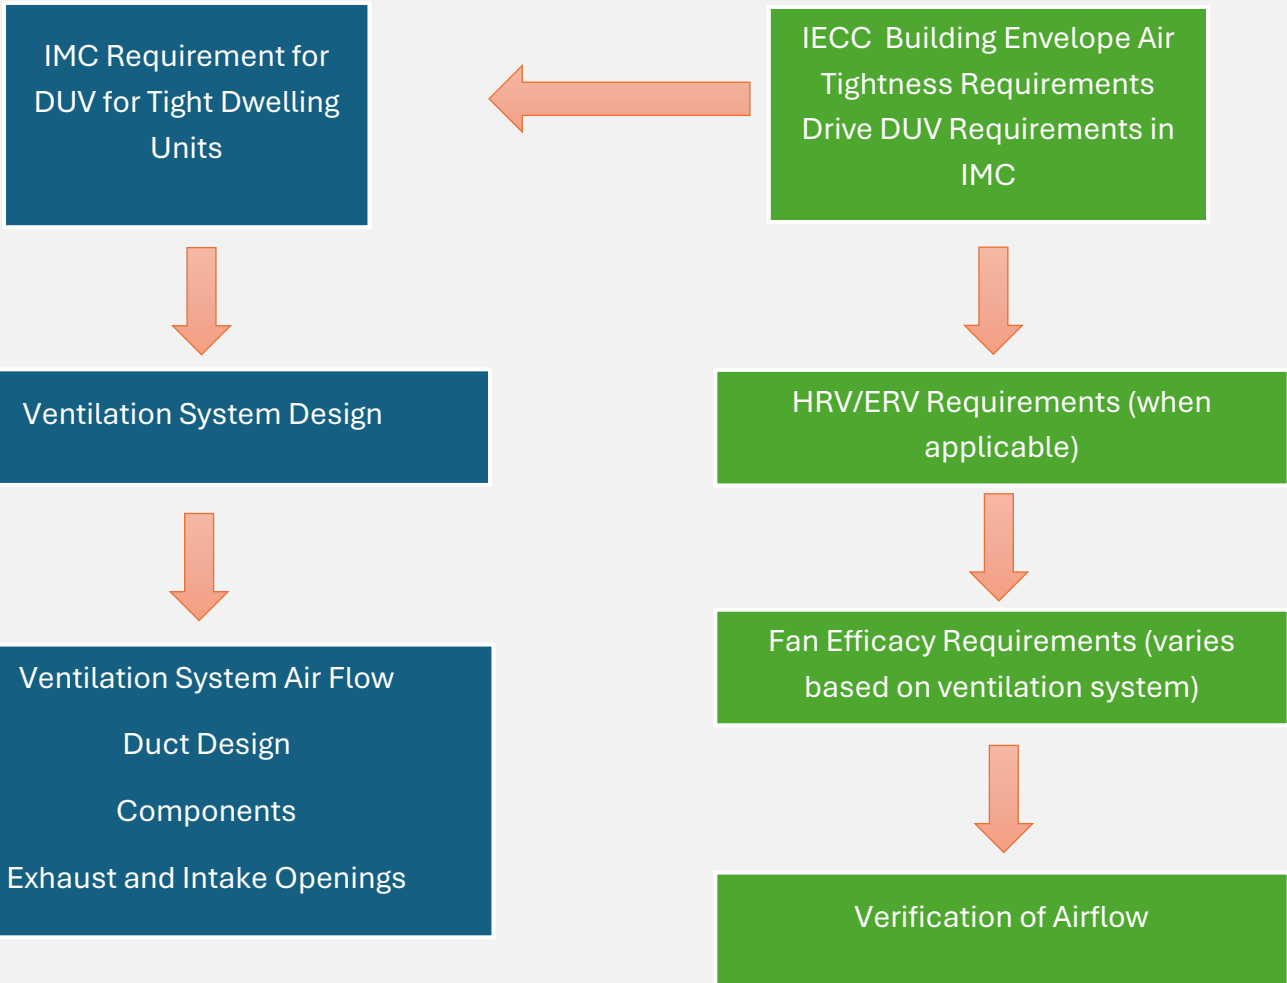 IMC Requirement for
DUV for Tight Dwelling
Units
IECC Building Envelope Air
Tightness Requirements
Drive DUV Requirements in
IMC
Ventilation System Design
HRV/ERV Requirements (when
applicable)
Ventilation System Air Flow
Duct Design
Components
Exhaust and Intake Openings
Fan Efficacy Requirements (varies
based on ventilation system)
Verification of Airflow